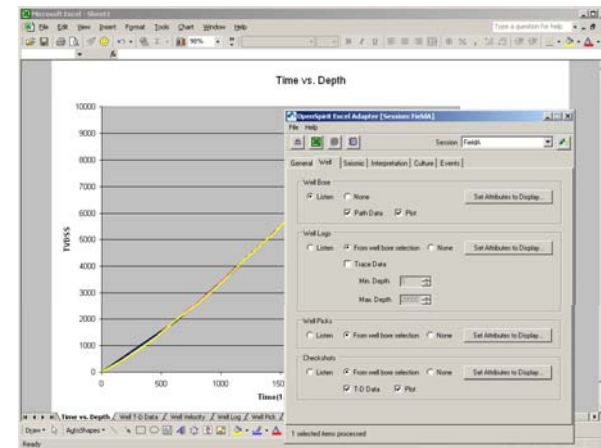 Microsoft Excel - Sheet1
File Edit View Insert Format Tools Chart Window Help
Type a question for help
90%
Time vs. Depth
10000
9000
8000
7000
6000
5000
4000
3000
2000
1000
0
TVDSS
0 500 1000
Time(
OpenSpirit Excel Adapter [Session: FieldA]
File Help
Session FieldA
General Well Seismic Interpretation Culture Events
Well Bore
Listen None Set Attributes to Display...
Path Data Plot
Well Logs
Listen From well bore selection None Set Attributes to Display...
Trace Data
Min. Depth
Max. Depth 20000
Well Picks
Listen From well bore selection None Set Attributes to Display...
Checkshots
Listen From well bore selection None Set Attributes to Display...
T-D Data Plot
1 selected items processed
Time vs. Depth Well T-D Data Well Velocity Well Log Well Pick
Draw AutoShapes